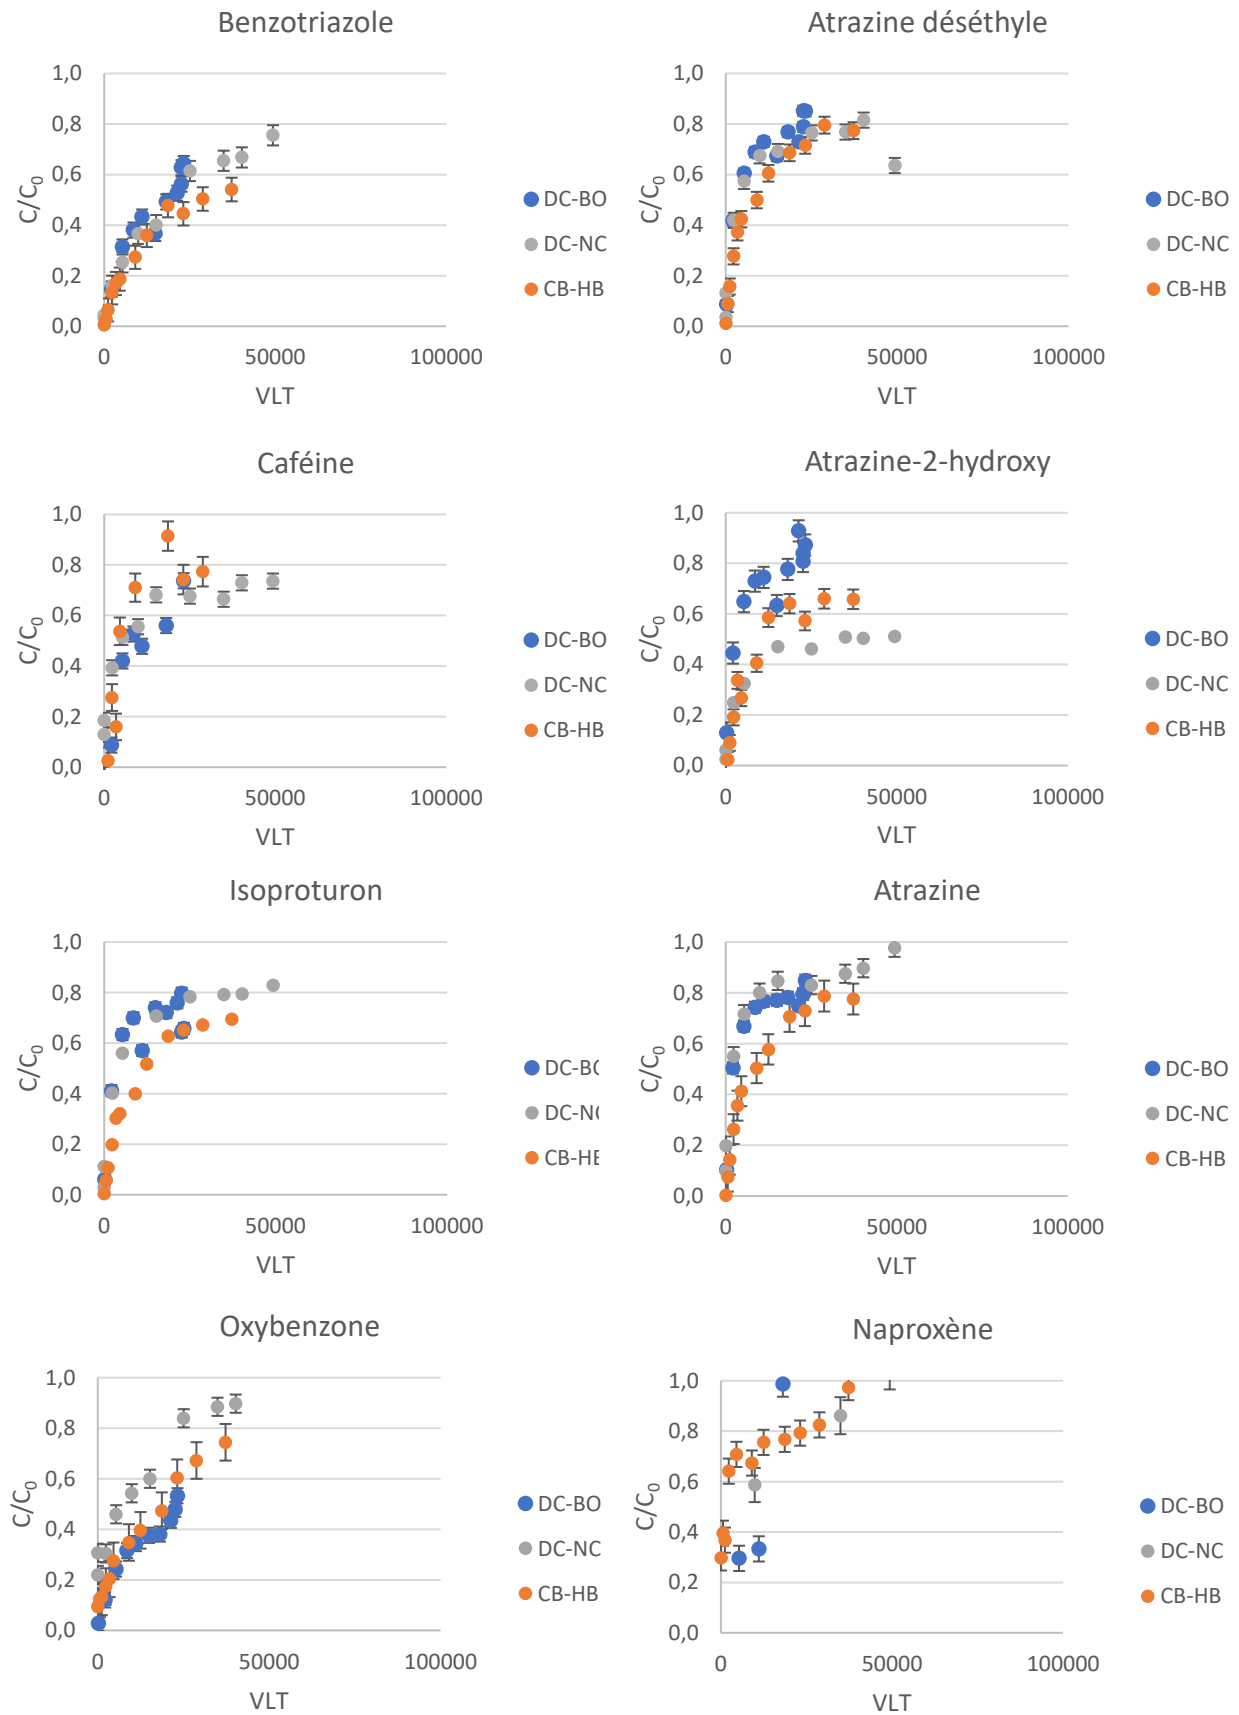 Benzotriazole
1,0
0,8
0,6
0,4
0,2
0,0
C/C₀
0
50000
100000
VLT
DC-BO
DC-NC
CB-HB
Atrazine déséthyle
1,0
0,8
0,6
0,4
0,2
0,0
C/C₀
0
50000
100000
VLT
DC-BO
DC-NC
CB-HB
Caféine
1,0
0,8
0,6
0,4
0,2
0,0
C/C₀
0
50000
100000
VLT
DC-BO
DC-NC
CB-HB
Atrazine-2-hydroxy
1,0
0,8
0,6
0,4
0,2
0,0
C/C₀
0
50000
100000
VLT
DC-BO
DC-NC
CB-HB
Isoproturon
1,0
0,8
0,6
0,4
0,2
0,0
C/C₀
0
50000
100000
VLT
DC-BO
DC-NC
CB-HB
Atrazine
1,0
0,8
0,6
0,4
0,2
0,0
C/C₀
0
50000
100000
VLT
DC-BO
DC-NC
CB-HB
Oxybenzone
1,0
0,8
0,6
0,4
0,2
0,0
C/C₀
0
50000
100000
VLT
DC-BO
DC-NC
CB-HB
Naproxène
1,0
0,8
0,6
0,4
0,2
0,0
C/C₀
0
50000
100000
VLT
DC-BO
DC-NC
CB-HB